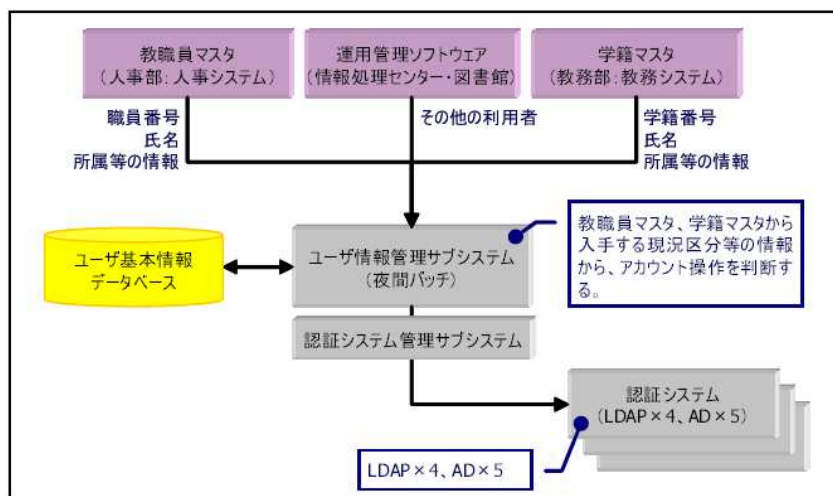 教職員マスタ
(人事部:人事システム)
運用管理ソフトウェア
(情報処理センター・図書館)
学籍マスタ
(教務部:教務システム)
職員番号
氏名
所属等の情報
その他の利用者
学籍番号
氏名
所属等の情報
ユーザ基本情報
データベース
ユーザ情報管理サブシステム
(夜間バッチ)
教職員マスタ、学籍マスタから
入手する現況区分等の情報
から、アカウント操作を判断す
る。
認証システム管理サブシステム
認証システム
(LDAP×4、AD×5)
LDAP×4、AD×5